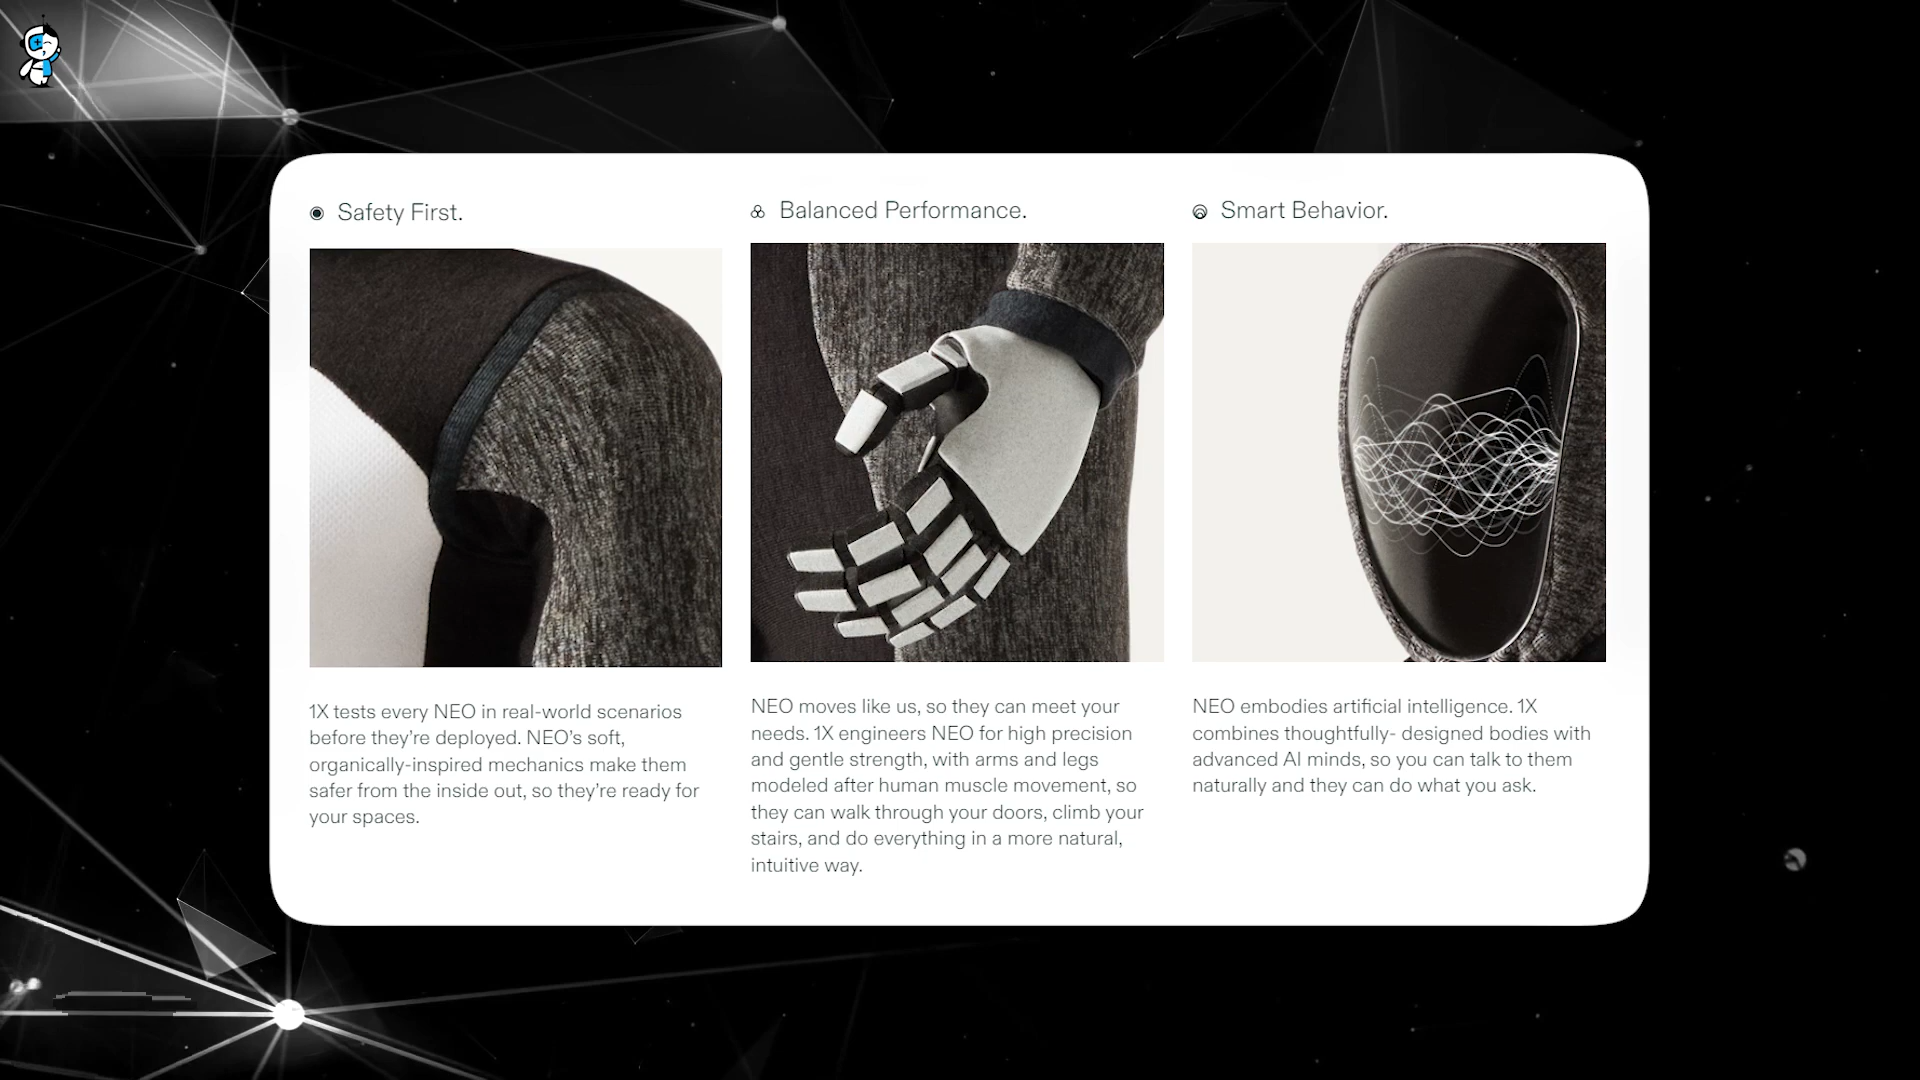 Safety First.
1X tests every NEO in real-world scenarios
before they're deployed. NEO's soft,
organically-inspired mechanics make them
safer from the inside out, so they're ready for
your spaces.
Balanced Performance.
NEO moves like us, so they can meet your
needs. 1X engineers NEO for high precision
and gentle strength, with arms and legs
modeled after human muscle movement, so
they can walk through your doors, climb your
stairs, and do everything in a more natural,
intuitive way.
Smart Behavior.
NEO embodies artificial intelligence. 1X
combines thoughtfully- designed bodies with
advanced AI minds, so you can talk to them
naturally and they can do what you ask.